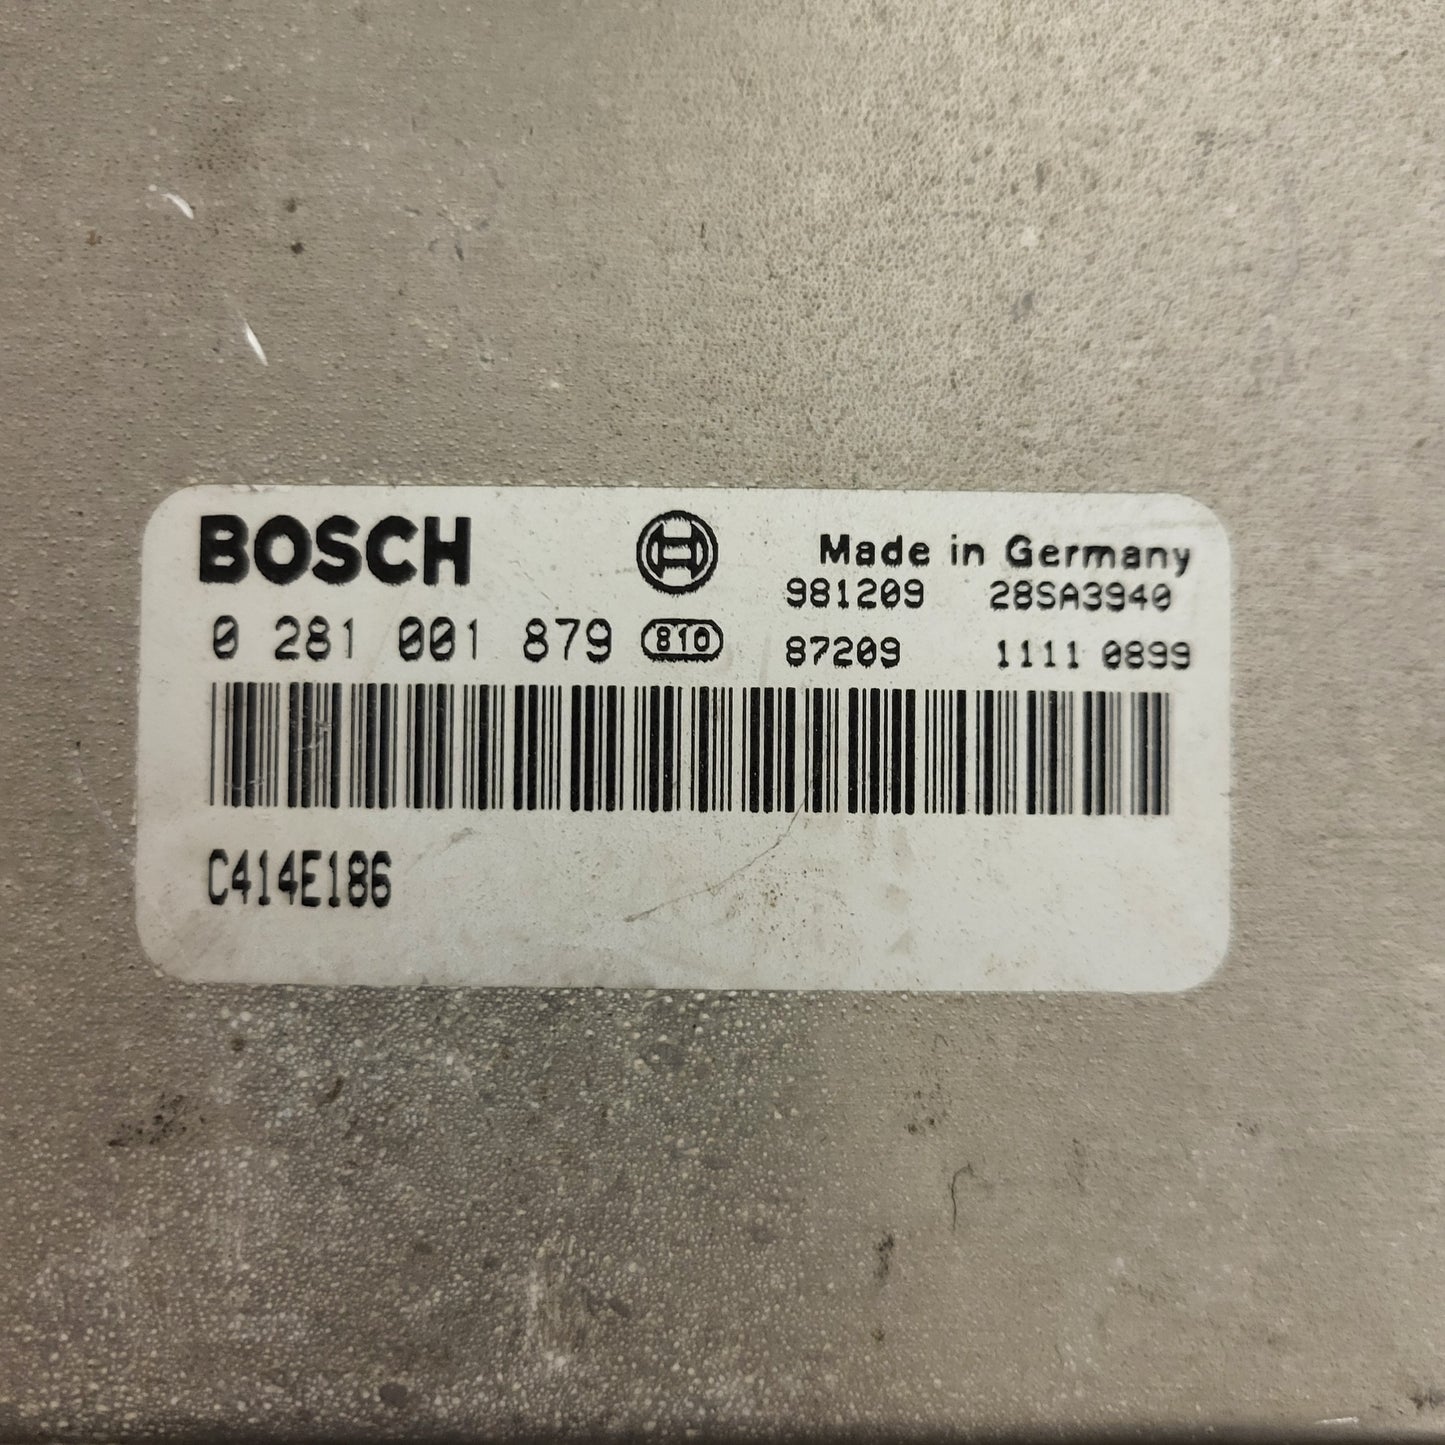 BOSCH Made in Germany
981209 28SA3940
0 281 001 879 810 87209 1111 0899
C414E186